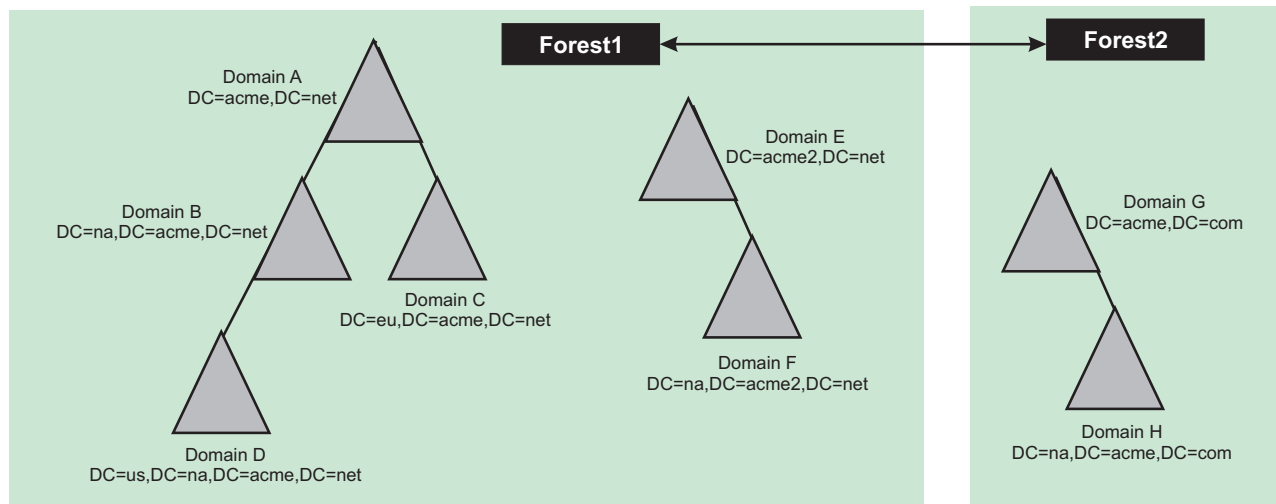 Forest1
Forest2
Domain A
DC=acme,DC=net
Domain B
DC=na,DC=acme,DC=net
Domain C
DC=eu,DC=acme,DC=net
Domain D
DC=us,DC=na,DC=acme,DC=net
Domain E
DC=acme2,DC=net
Domain F
DC=na,DC=acme2,DC=net
Domain G
DC=acme,DC=com
Domain H
DC=na,DC=acme,DC=com